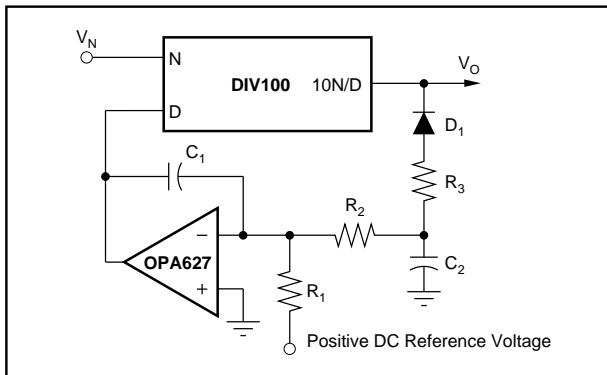 V_N
N
DIV100
10N/D
V_O
D
D_1
C_1
R_3
R_2
–
OPA627
+
C_2
R_1
Positive DC Reference Voltage